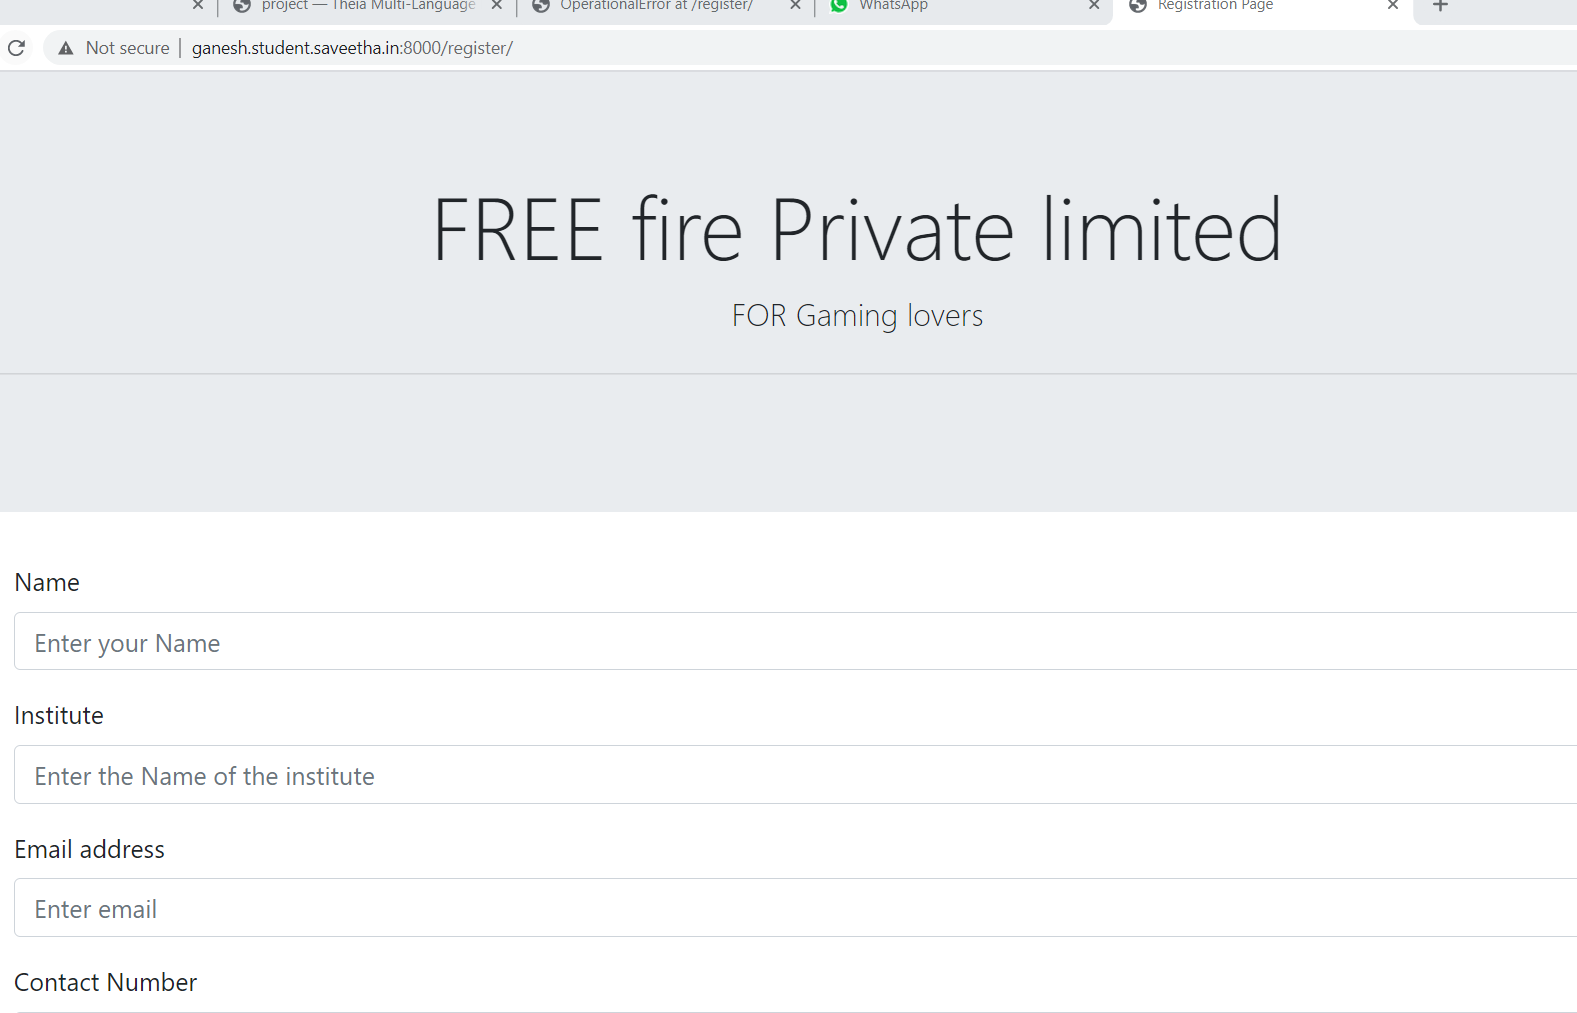 project — Theia Multi-Language
OperationalError at /register/
WhatsApp
Registration Page
Not secure | ganesh.student.saveetha.in:8000/register/
FREE fire Private limited
FOR Gaming lovers
Name
Enter your Name
Institute
Enter the Name of the institute
Email address
Enter email
Contact Number